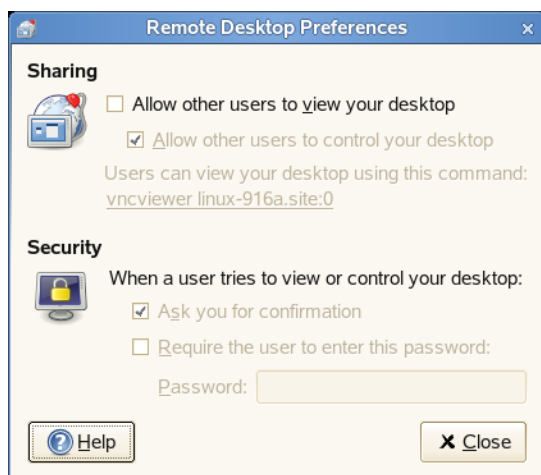 Remote Desktop Preferences
Sharing
Allow other users to view your desktop
Allow other users to control your desktop
Users can view your desktop using this command:
vncviewer linux-916a.site:0
Security
When a user tries to view or control your desktop:
Ask you for confirmation
Require the user to enter this password:
Password:
Help
Close